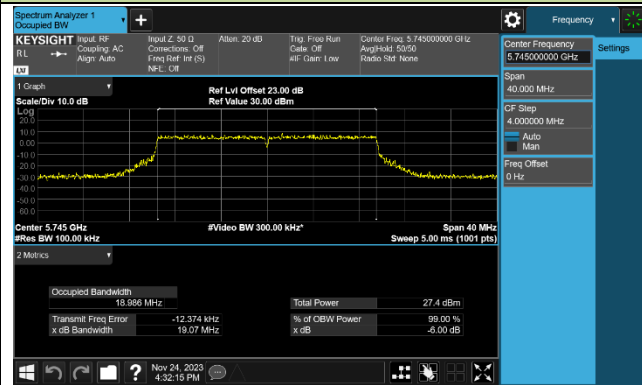 Spectrum Analyzer 1
Occupied BW
Frequency
KEYSIGHT
RL
LXI
Input: RF
Coupling: AC
Align: Auto
Input Z: 50 Ω
Corrections: Off
Freq Ref: Int (S)
NFE: Off
Atten: 20 dB
Trig: Free Run
Gate: Off
#IF Gain: Low
Center Freq: 5.745000000 GHz
Avg|Hold: 50/50
Radio Std: None
Center Frequency
5.745000000 GHz
Settings
Span
40.000 MHz
CF Step
4.000000 MHz
Auto
Man
Freq Offset
0 Hz
1 Graph
Scale/Div 10.0 dB
Ref Lvl Offset 23.00 dB
Ref Value 30.00 dBm
Log
20.0
10.0
0.00
-10.0
-20.0
-30.0
-40.0
-50.0
-60.0
Center 5.745 GHz
#Video BW 300.00 kHz*
Span 40 MHz
#Res BW 100.00 kHz
Sweep 5.00 ms (1001 pts)
2 Metrics
Occupied Bandwidth
18.986 MHz
Total Power 27.4 dBm
Transmit Freq Error -12.374 kHz
% of OBW Power 99.00 %
x dB Bandwidth 19.07 MHz
x dB -6.00 dB
Nov 24, 2023
4:32:15 PM